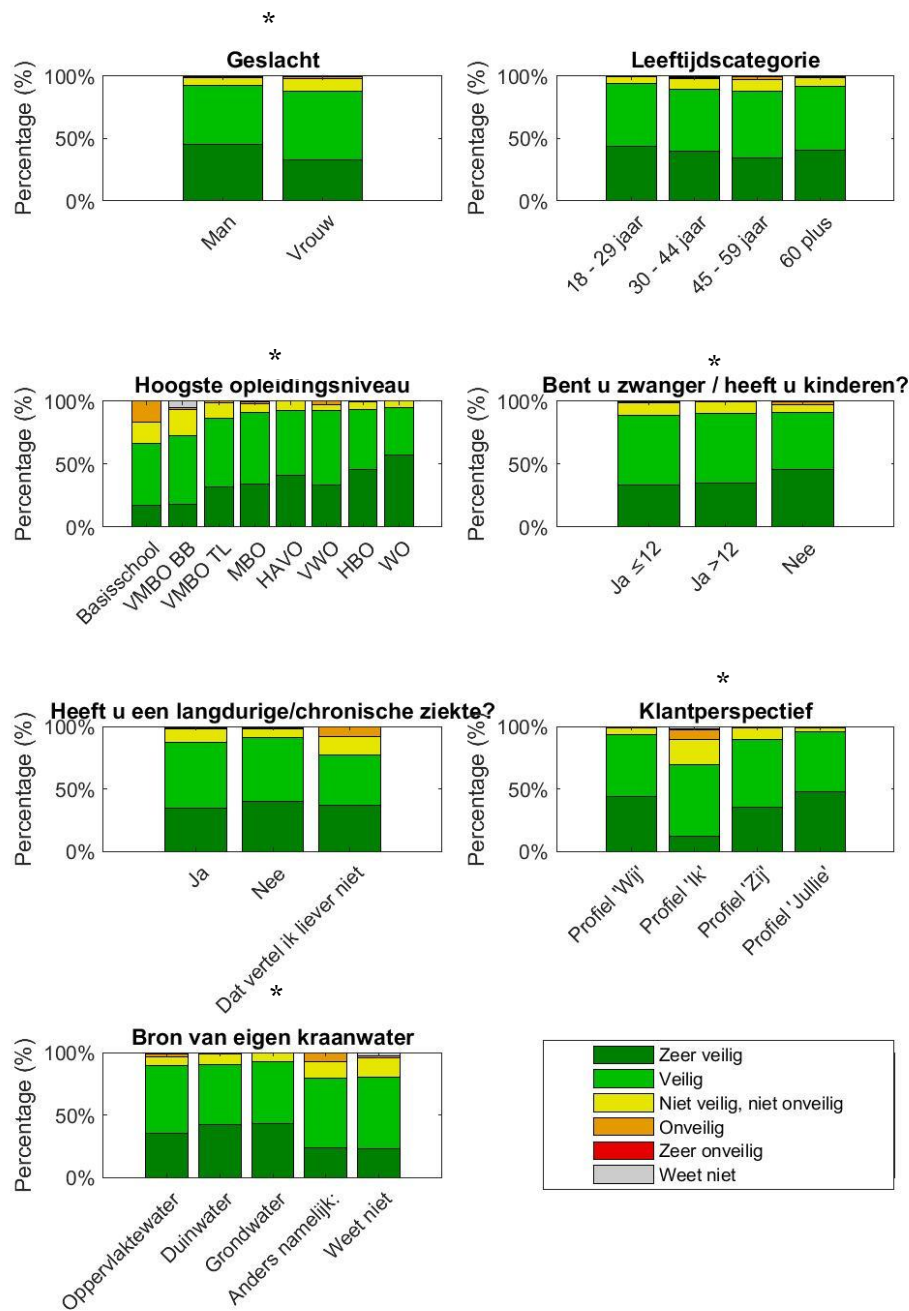 *
Geslacht
Percentage (%)
100%
50%
0%
Man
Vrouw
Leeftijdscategorie
Percentage (%)
100%
50%
0%
18 - 29 jaar
30 - 44 jaar
45 - 59 jaar
60 plus
*
Hoogste opleidingsniveau
Percentage (%)
100%
50%
0%
Basisschool
VMBO BB
VMBO TL
MBO
HAVO
VWO
HBO
WO
*
Bent u zwanger / heeft u kinderen?
Percentage (%)
100%
50%
0%
Ja ≤12
Ja >12
Nee
Heeft u een langdurige/chronische ziekte?
Percentage (%)
100%
50%
0%
Ja
Nee
Dat vertel ik liever niet
*
Klantperspectief
Percentage (%)
100%
50%
0%
Profiel 'Wij'
Profiel 'Ik'
Profiel 'Zij'
Profiel 'Jullie'
*
Bron van eigen kraanwater
Percentage (%)
100%
50%
0%
Oppervlaktewater
Duinwater
Grondwater
Anders namelijk:
Weet niet
Zeer veilig
Veilig
Niet veilig, niet onveilig
Onveilig
Zeer onveilig
Weet niet